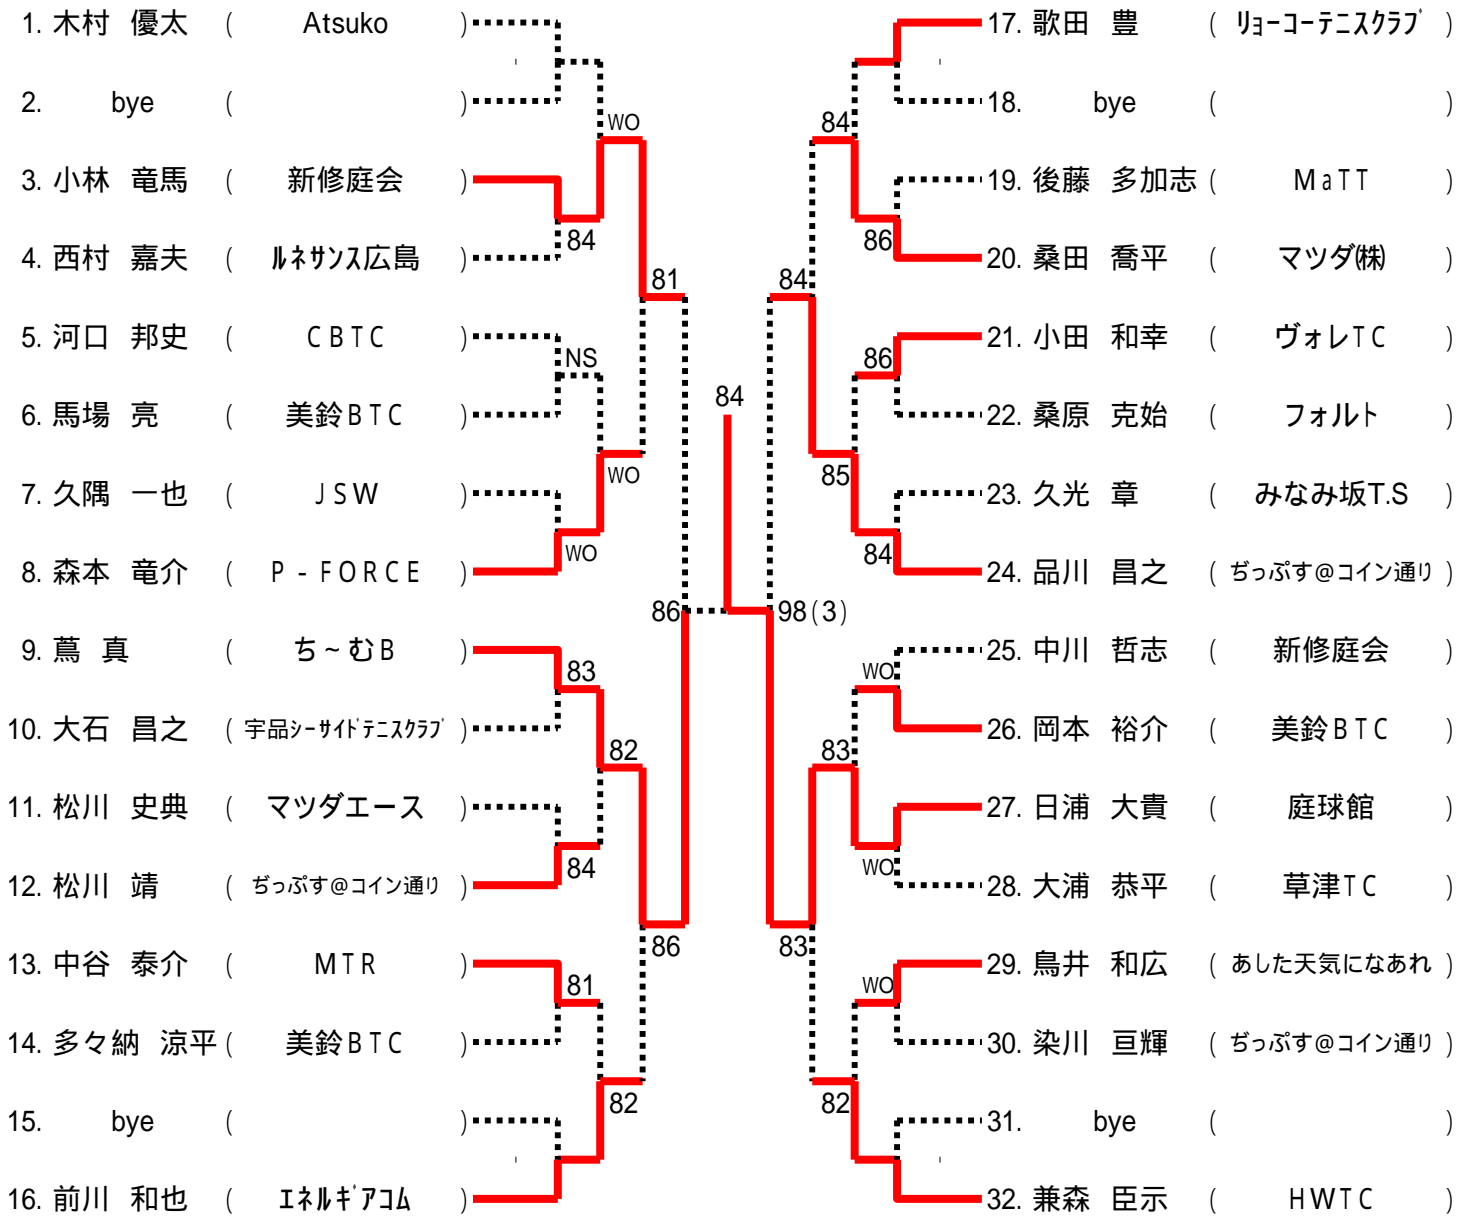 1. 木村 優太 ( Atsuko )
2. bye ( )
WO
3. 小林 竜馬 ( 新修庭会 )
84
4. 西村 嘉夫 ( ルネサンス広島 )
81
5. 河口 邦史 ( CBTC )
NS
6. 馬場 亮 ( 美鈴BTC )
WO
7. 久隅 一也 ( JSW )
WO
8. 森本 竜介 ( P-FORCE )
86
9. 蔦 真 ( ち~むB )
83
10. 大石 昌之 ( 宇品シーサイドテニスクラブ )
82
11. 松川 史典 ( マツダエース )
84
12. 松川 靖 ( ぢっぷす@コイン通り )
86
13. 中谷 泰介 ( MTR )
81
14. 多々納 涼平 ( 美鈴BTC )
82
15. bye ( )
16. 前川 和也 ( エネルギアコム )
84
17. 歌田 豊 ( リョーコーテニスクラブ )
18. bye ( )
84
19. 後藤 多加志 ( MaTT )
86
20. 桑田 喬平 ( マツダ㈱ )
84
21. 小田 和幸 ( ヴォレTC )
86
22. 桑原 克始 ( フォルト )
85
23. 久光 章 ( みなみ坂T.S )
84
24. 品川 昌之 ( ぢっぷす@コイン通り )
98(3)
25. 中川 哲志 ( 新修庭会 )
WO
26. 岡本 裕介 ( 美鈴BTC )
83
27. 日浦 大貴 ( 庭球館 )
WO
28. 大浦 恭平 ( 草津TC )
83
29. 鳥井 和広 ( あした天気になあれ )
WO
30. 染川 亘輝 ( ぢっぷす@コイン通り )
82
31. bye ( )
32. 兼森 臣示 ( HWTC )